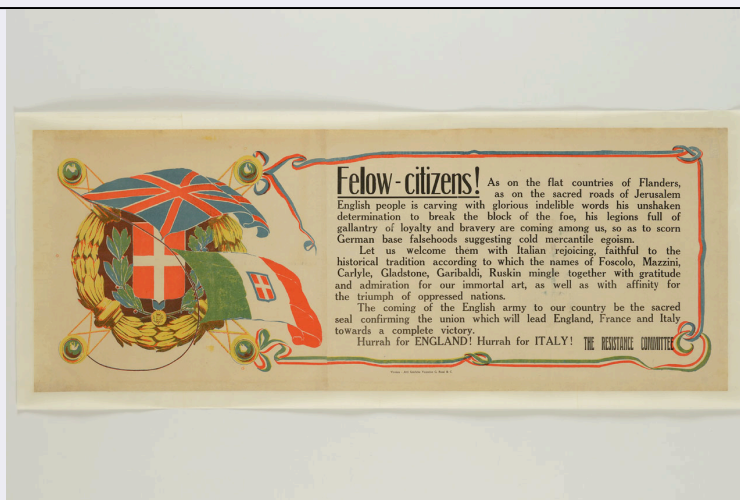 Felow-citizens! As on the flat countries of Flanders,
as on the sacred roads of Jerusalem
English people is carving with glorious indelible words his unshaken
determination to break the block of the foe, his legions full of
gallantry of loyalty and bravery are coming among us, so as to scorn
German base falsehoods suggesting cold mercantile egoism.
Let us welcome them with Italian rejoicing, faithful to the
historical tradition according to which the names of Foscolo, Mazzini,
Carlyle, Gladstone, Garibaldi, Ruskin mingle together with gratitude
and admiration for our immortal art, as well as with affinity for
the triumph of oppressed nations.
The coming of the English army to our country be the sacred
seal confirming the union which will lead England, France and Italy
towards a complete victory.
Hurrah for ENGLAND! Hurrah for ITALY! THE RESISTANCE COMMITTEE